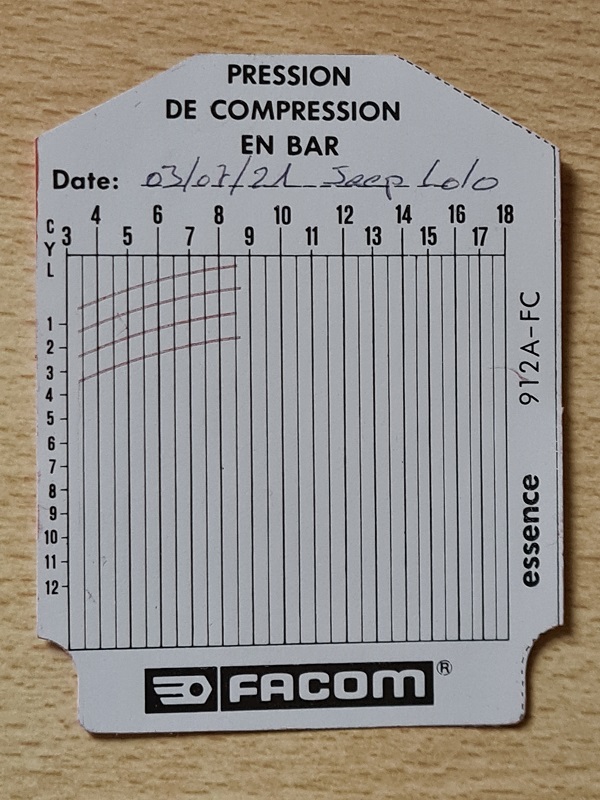 PRESSION
DE COMPRESSION
EN BAR
Date: 03/07/21 Jeep Lolo
4 6 8 10 12 14 16 18
CYL 3 5 7 9 11 13 15 17
1
2
3
4
5
6
7
8
9
10
11
12
912A-FC
essence
FACOM®